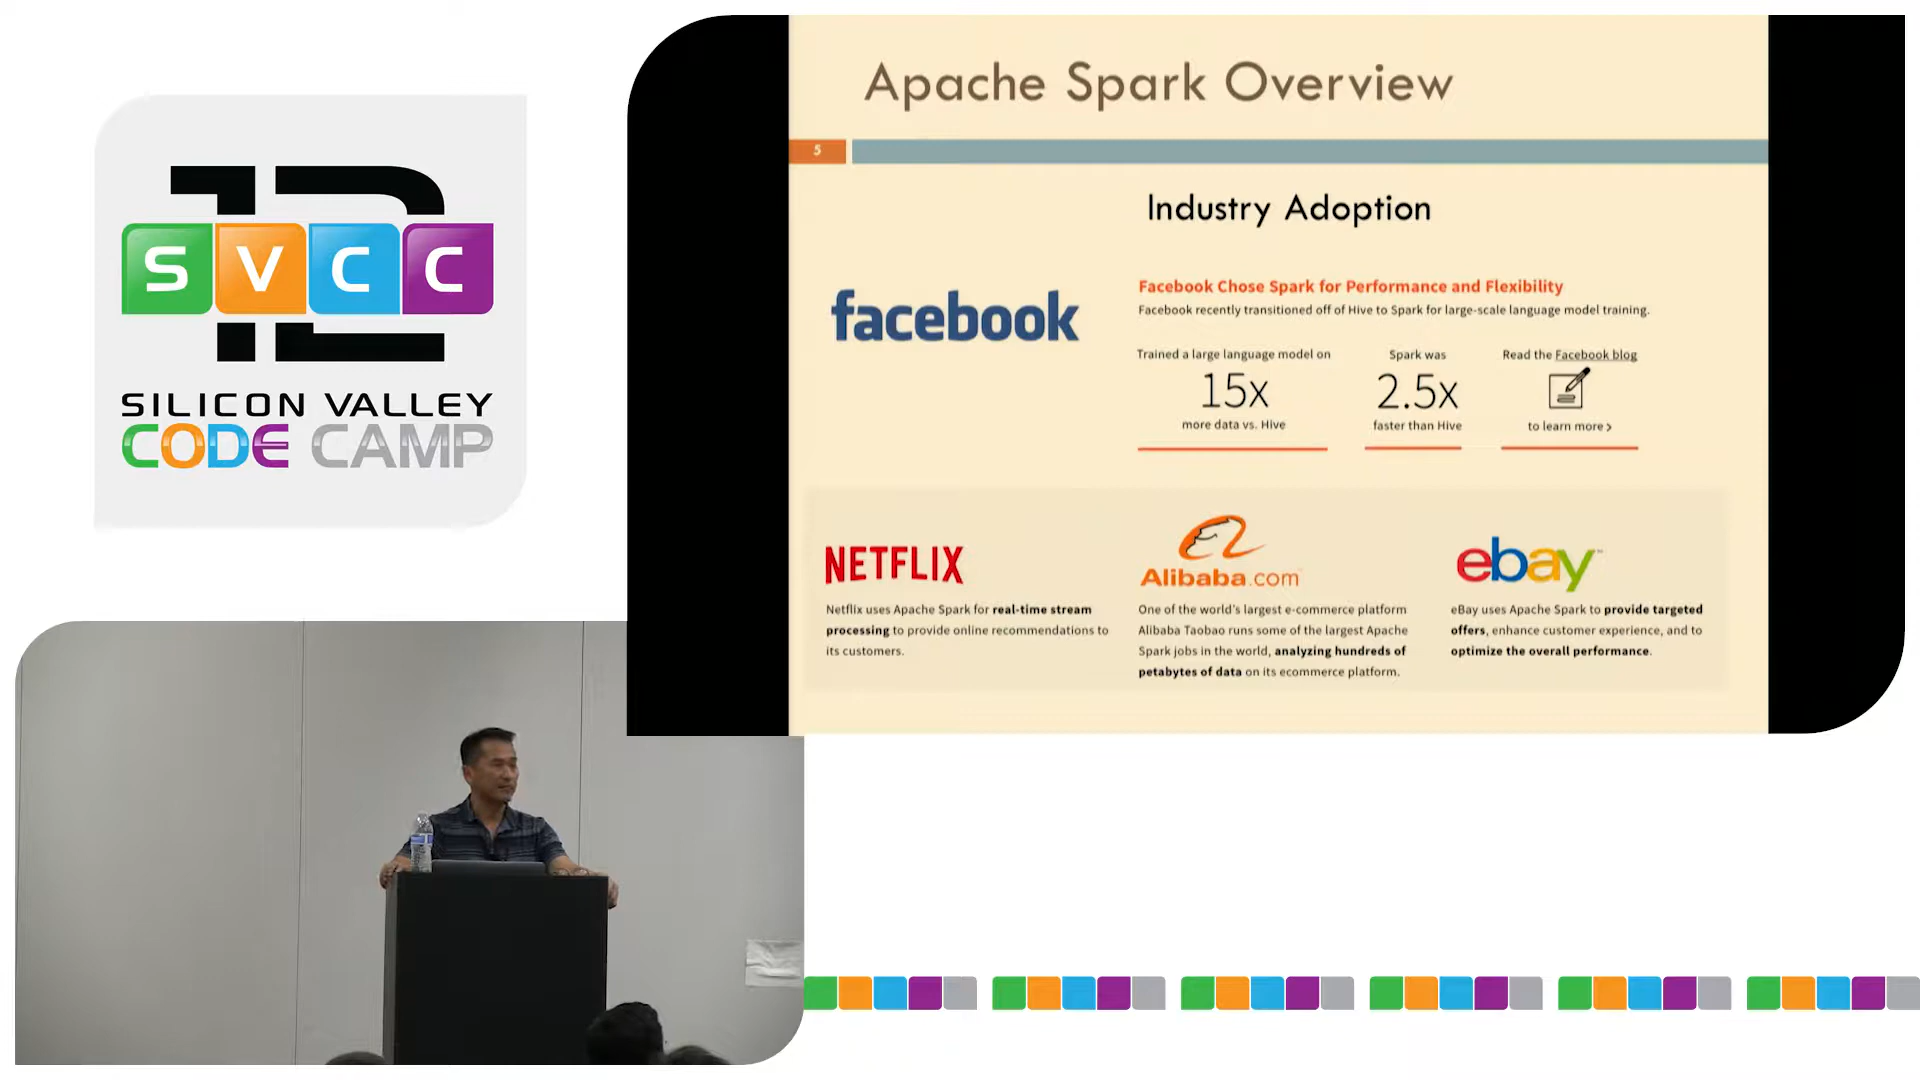 12
SVCC
SILICON VALLEY
CODE CAMP
Apache Spark Overview
5
Industry Adoption
facebook
Facebook Chose Spark for Performance and Flexibility
Facebook recently transitioned off of Hive to Spark for large-scale language model training.
Trained a large language model on
15x
more data vs. Hive
Spark was
2.5x
faster than Hive
Read the Facebook blog
to learn more >
NETFLIX
Netflix uses Apache Spark for real-time stream
processing to provide online recommendations to
its customers.
Alibaba.com
One of the world's largest e-commerce platform
Alibaba Taobao runs some of the largest Apache
Spark jobs in the world, analyzing hundreds of
petabytes of data on its ecommerce platform.
ebay™
eBay uses Apache Spark to provide targeted
offers, enhance customer experience, and to
optimize the overall performance.